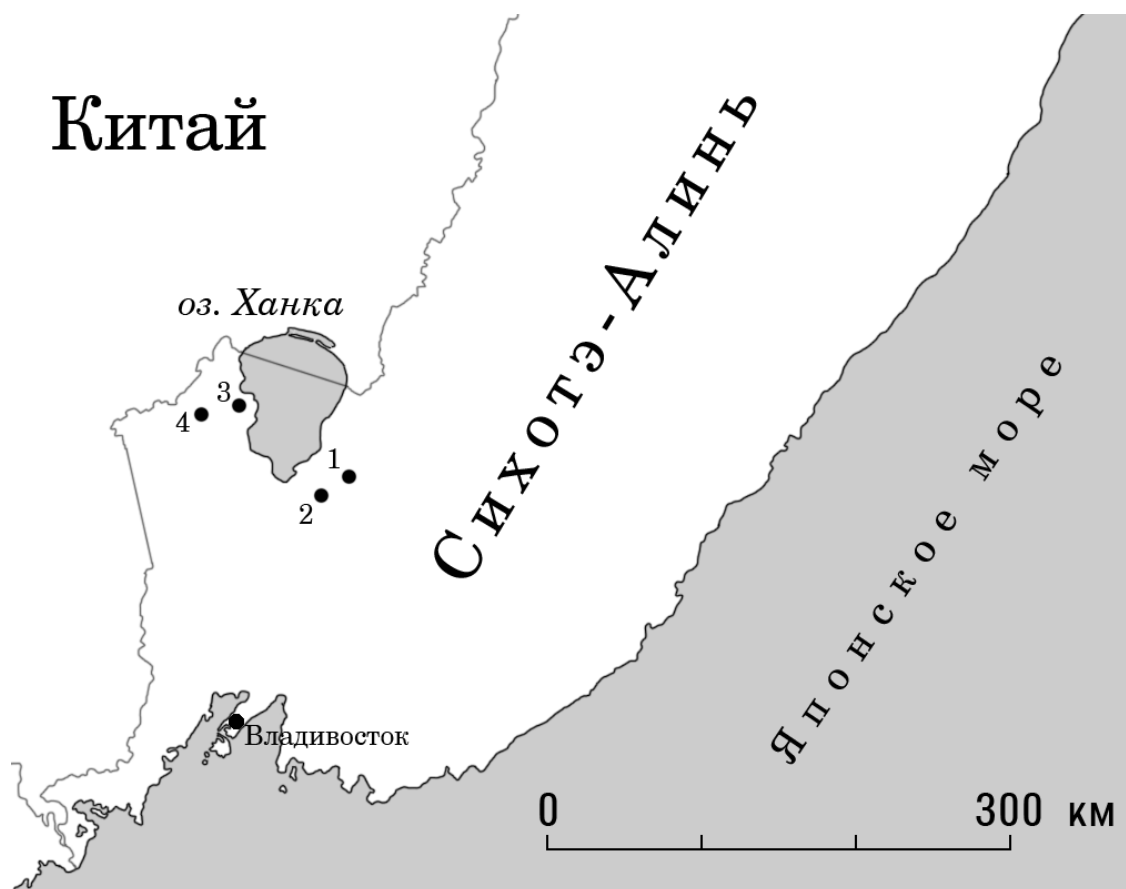 Китай
Сихотэ-Алинь
оз. Ханка
3
4
1
2
Японское море
Владивосток
0
300 км